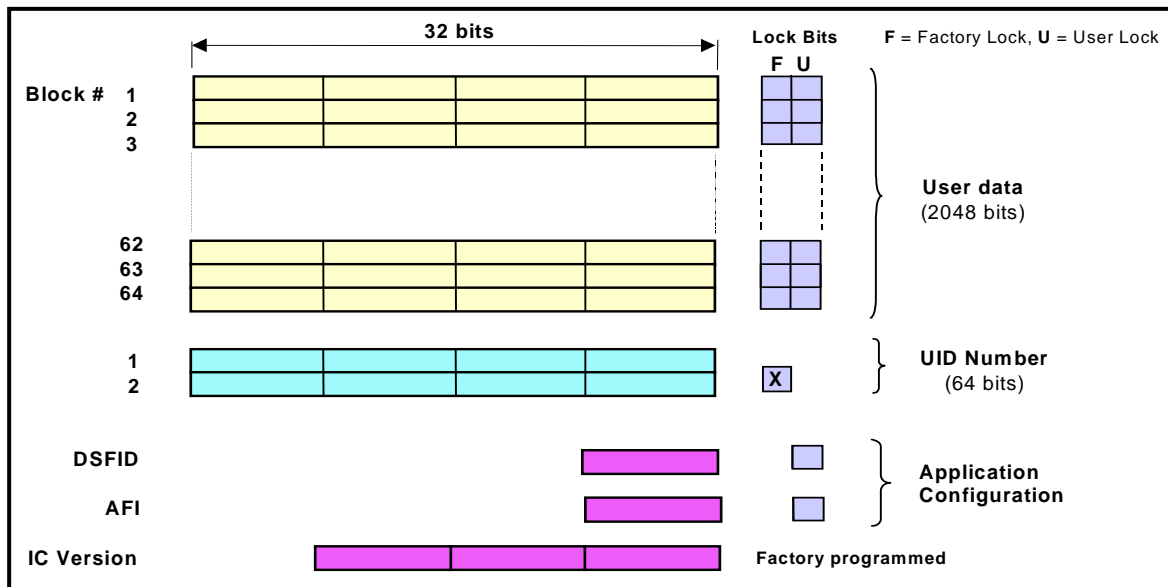 32 bits
Lock Bits
F = Factory Lock, U = User Lock
F U
Block # 1
2
3
User data
(2048 bits)
62
63
64
1
2
X
UID Number
(64 bits)
DSFID
AFI
Application
Configuration
IC Version
Factory programmed